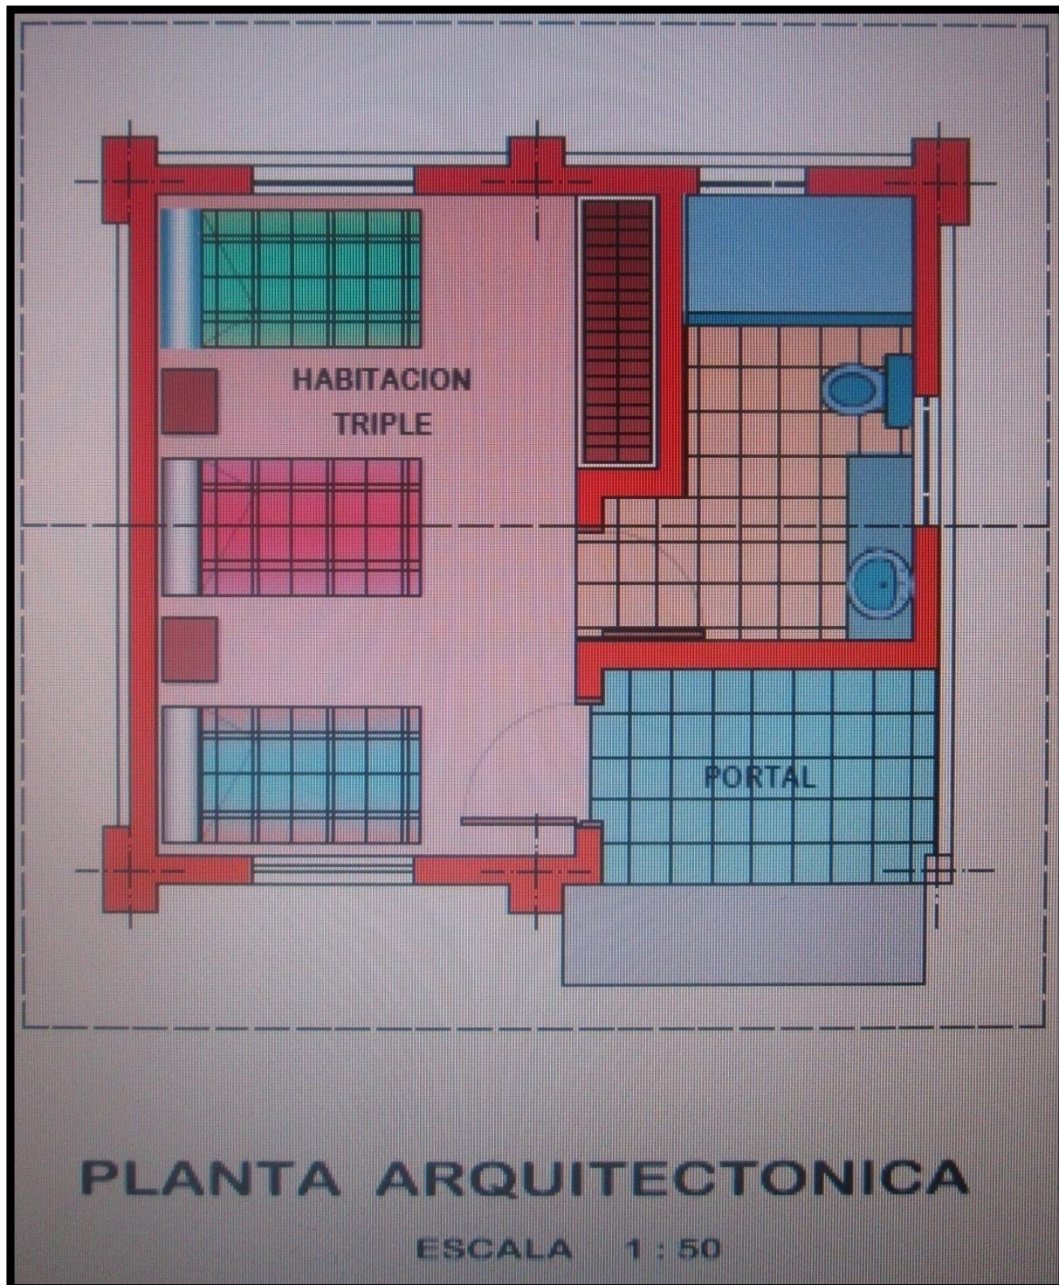 HABITACION
TRIPLE
PORTAL
PLANTA ARQUITECTONICA
ESCALA 1 : 50